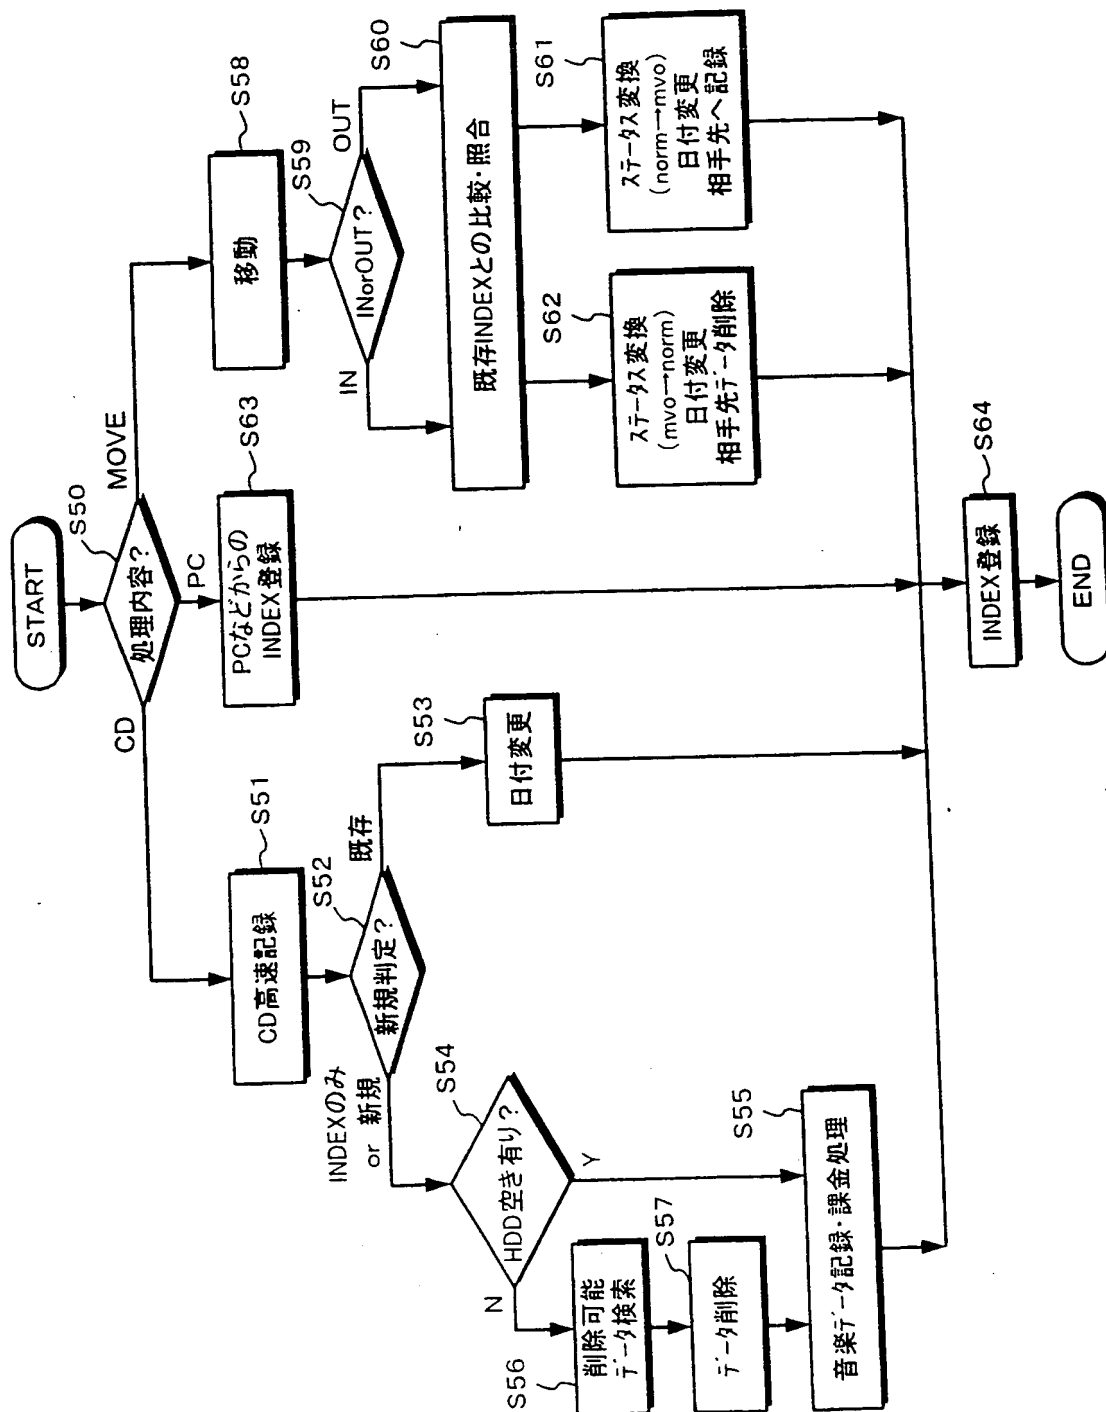 START
処理内容?
S50
CD
PC
MOVE
CD高速記録
S51
PCなどからの
INDEX登録
S63
移動
S58
新規判定?
S52
INDEXのみ
or 新規
既存
INorOUT?
S59
IN
OUT
HDD空き有り?
S54
N
Y
日付変更
S53
既存INDEXとの比較・照合
S60
削除可能
データ検索
S56
データ削除
S57
ステータス変換
(mvo→norm)
日付変更
相手先データ削除
S62
ステータス変換
(norm→mvo)
日付変更
相手先へ記録
S61
音楽データ記録・課金処理
S55
INDEX登録
S64
END